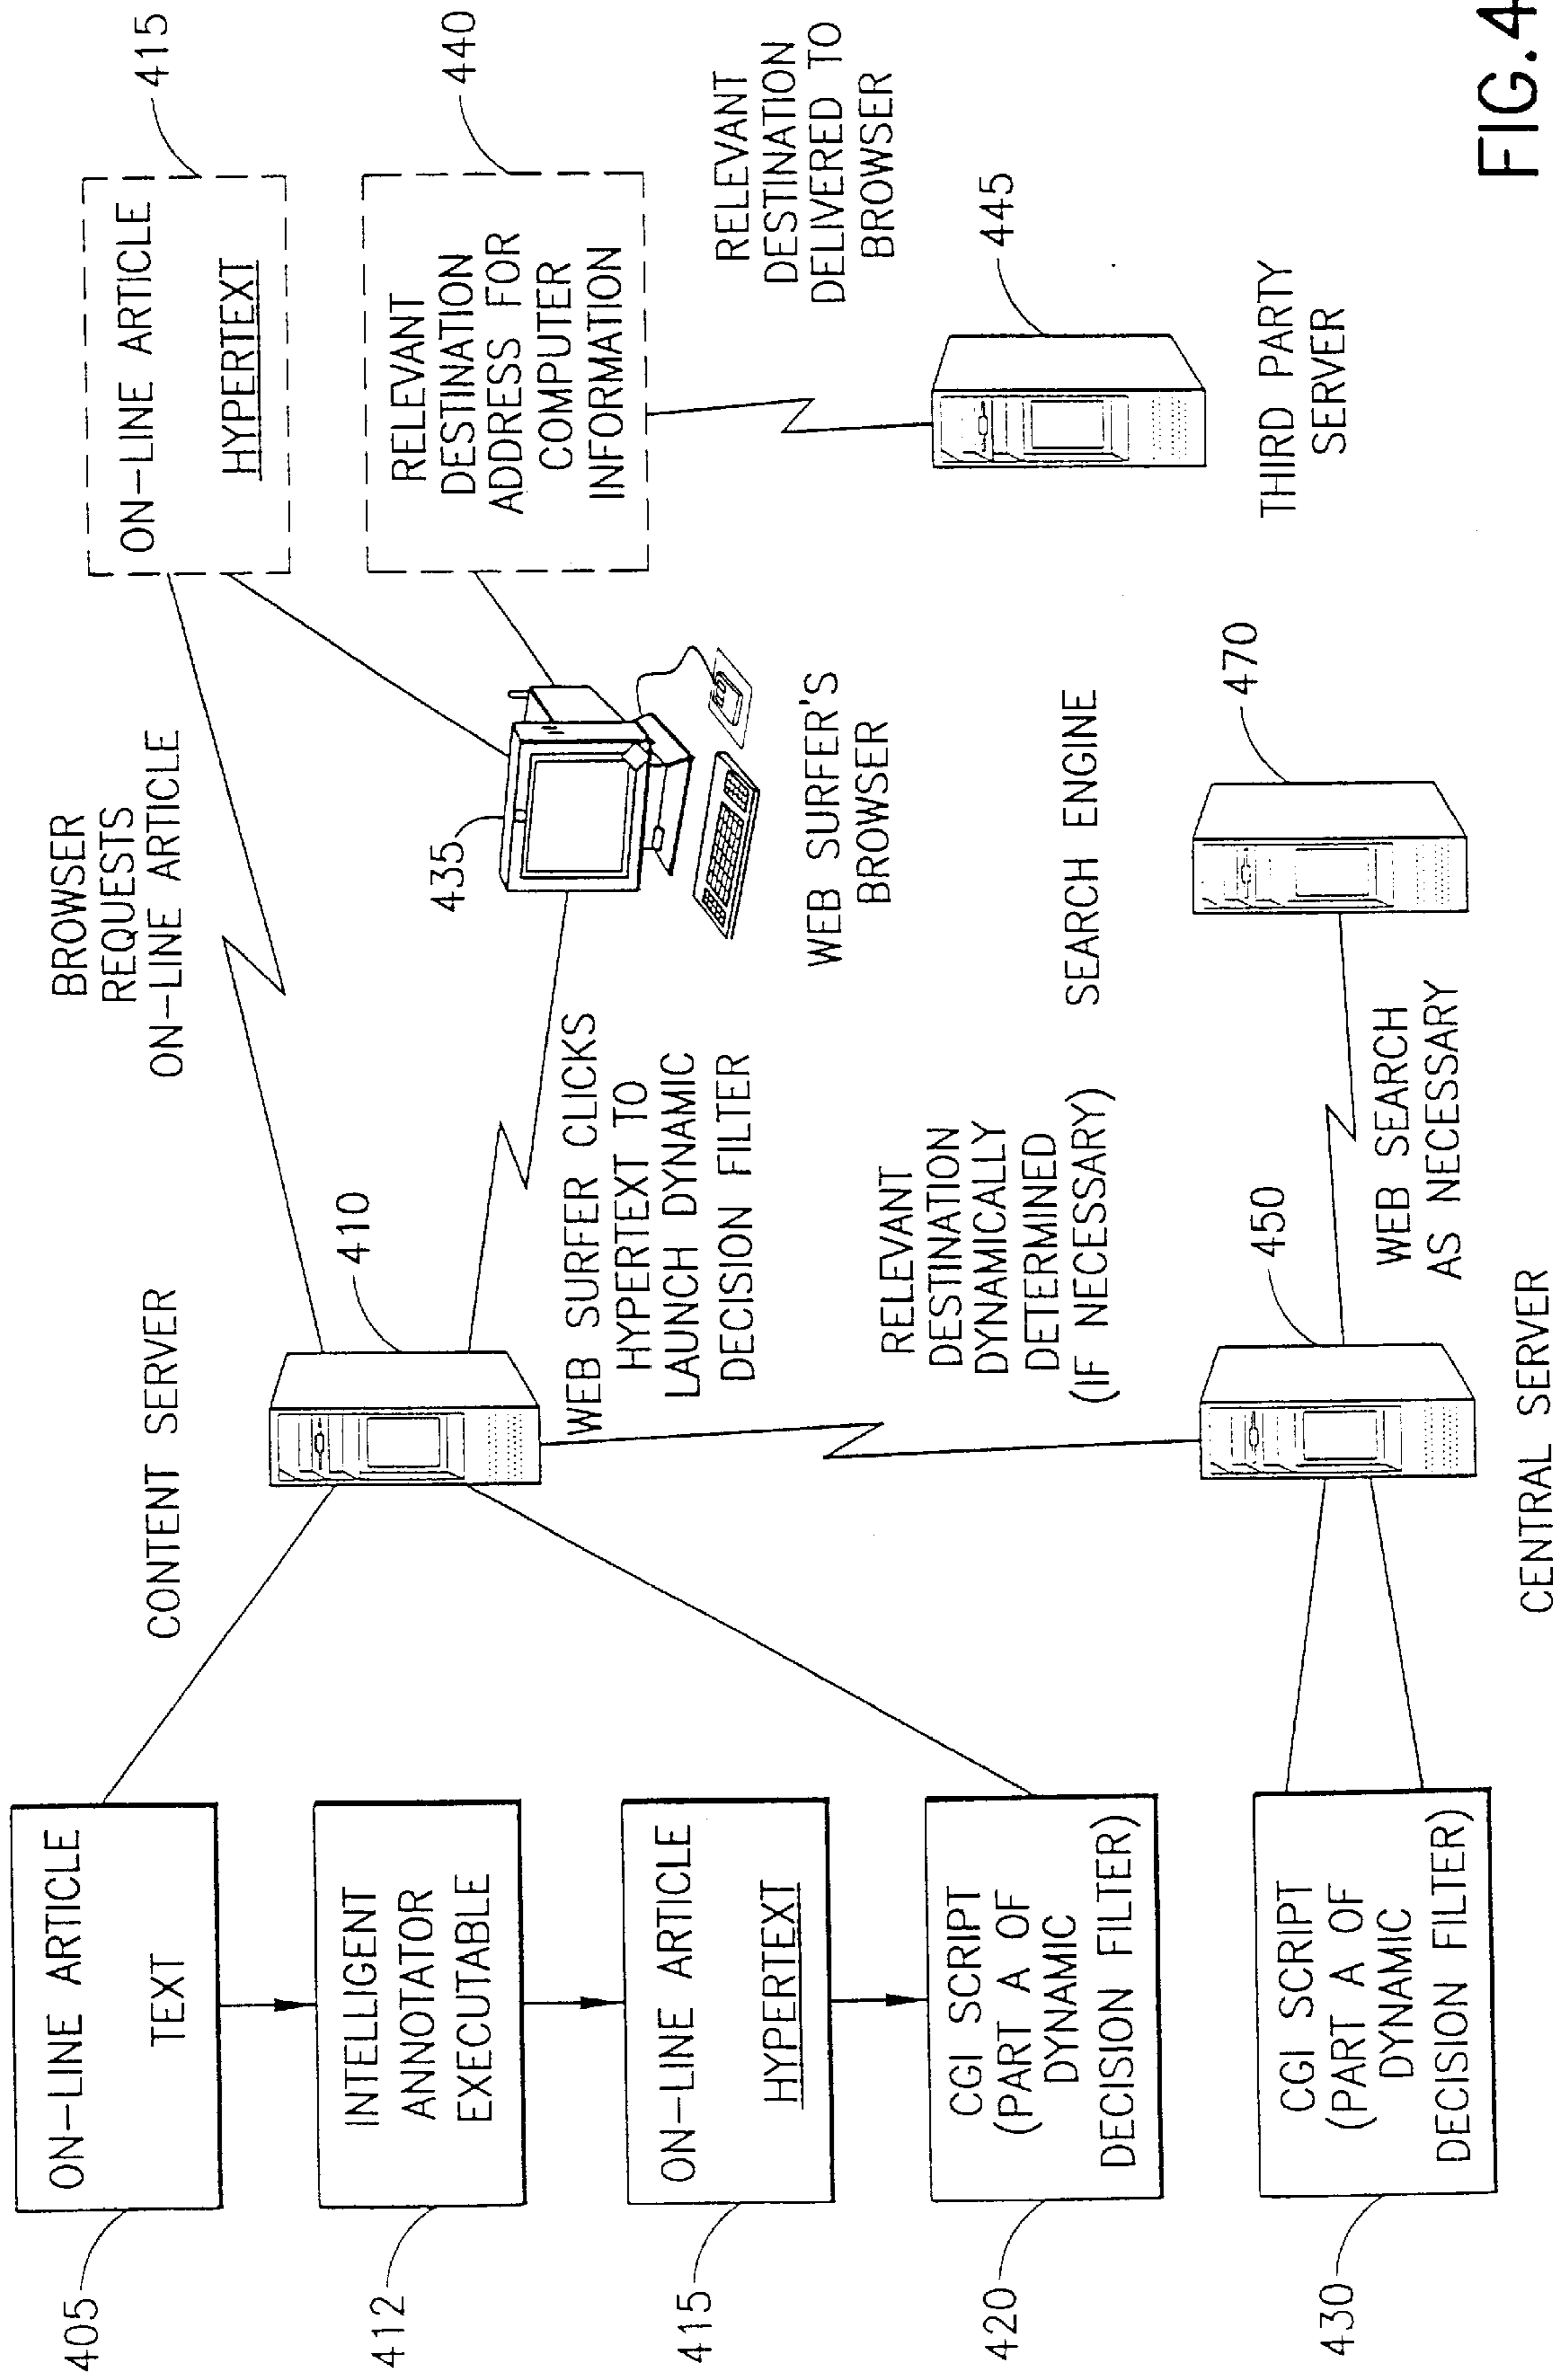 405
ON-LINE ARTICLE
TEXT
412
INTELLIGENT
ANNOTATOR
EXECUTABLE
415
ON-LINE ARTICLE
HYPERTEXT
420
CGI SCRIPT
(PART A OF
DYNAMIC
DECISION FILTER)
430
CGI SCRIPT
(PART A OF
DYNAMIC
DECISION FILTER)
CONTENT SERVER
410
BROWSER
REQUESTS
ON-LINE ARTICLE
WEB SURFER CLICKS
HYPERTEXT TO
LAUNCH DYNAMIC
DECISION FILTER
RELEVANT
DESTINATION
DYNAMICALLY
DETERMINED
(IF NECESSARY)
450
CENTRAL SERVER
WEB SEARCH
AS NECESSARY
SEARCH ENGINE
470
435
WEB SURFER'S
BROWSER
ON-LINE ARTICLE
HYPERTEXT
415
RELEVANT
DESTINATION
ADDRESS FOR
COMPUTER
INFORMATION
440
RELEVANT
DESTINATION
DELIVERED TO
BROWSER
445
THIRD PARTY
SERVER
FIG.4